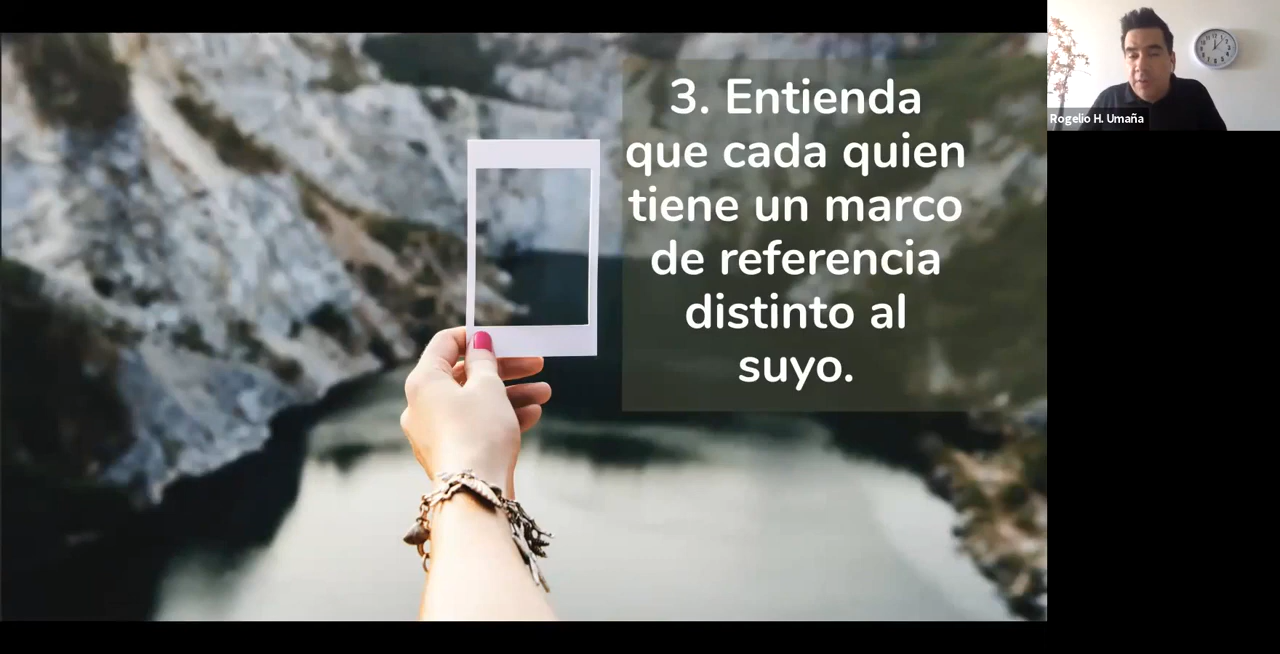 3. Entienda
que cada quien
tiene un marco
de referencia
distinto al
suyo.
Rogelio H. Umaña